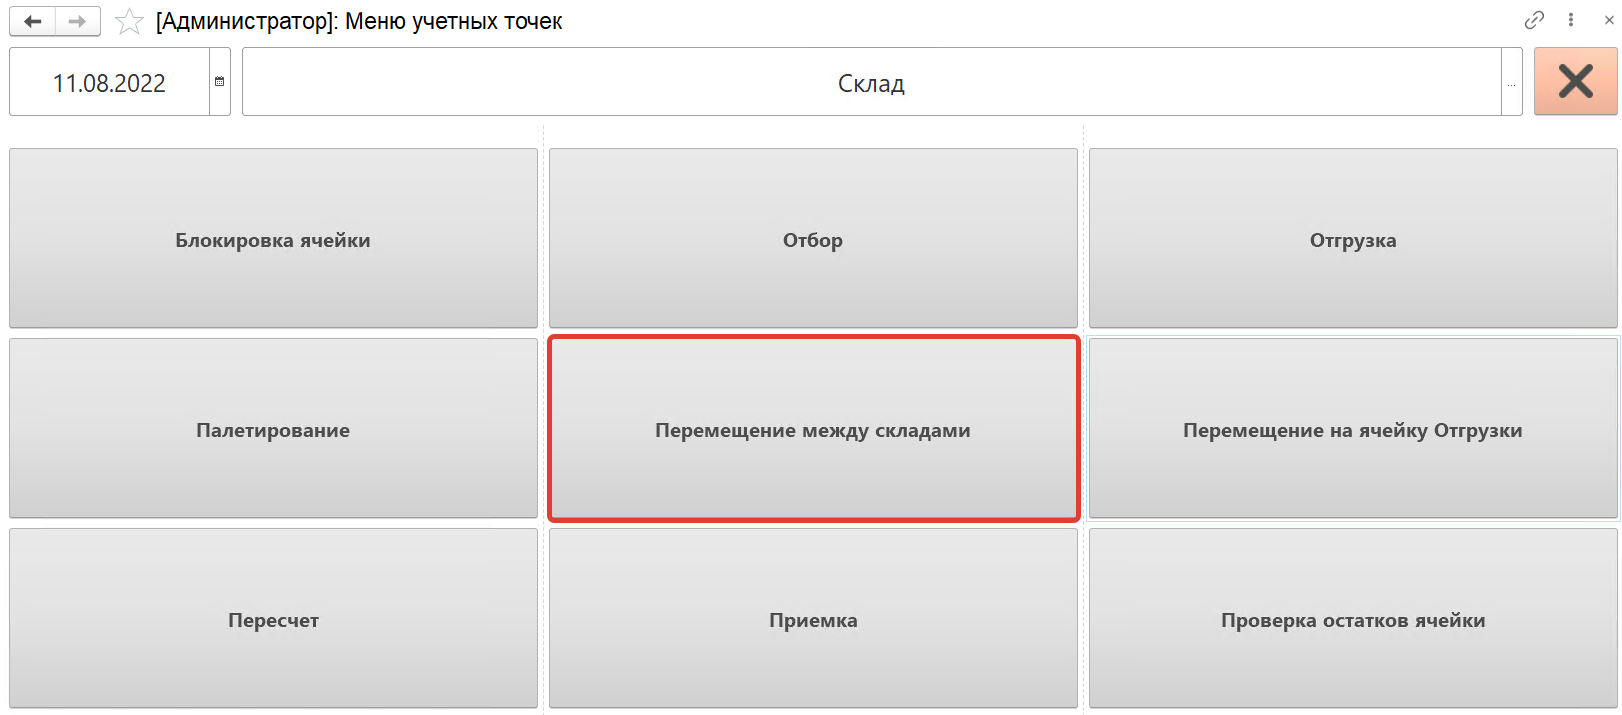 [Администратор]: Меню учетных точек
11.08.2022
Склад
...
Блокировка ячейки
Отбор
Отгрузка
Палетирование
Перемещение между складами
Перемещение на ячейку Отгрузки
Пересчет
Приемка
Проверка остатков ячейки